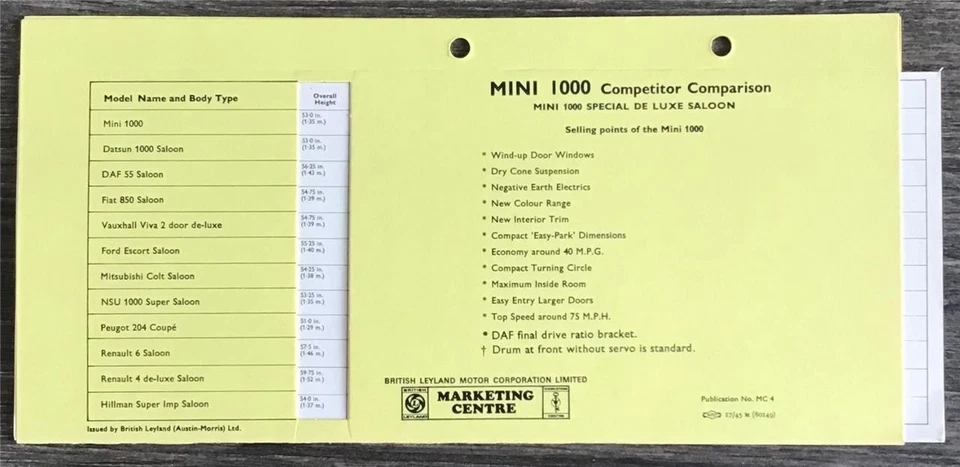 Model Name and Body Type
Overall
Height
Mini 1000
53·0 in.
(1·35 m.)
Datsun 1000 Saloon
53·0 in.
(1·35 m.)
DAF 55 Saloon
56·25 in.
(1·43 m.)
Fiat 850 Saloon
54·75 in.
(1·39 m.)
Vauxhall Viva 2 door de-luxe
54·75 in.
(1·39 m.)
Ford Escort Saloon
55·25 in.
(1·40 m.)
Mitsubishi Colt Saloon
54·25 in.
(1·38 m.)
NSU 1000 Super Saloon
53·25 in.
(1·35 m.)
Peugot 204 Coupé
51·0 in.
(1·29 m.)
Renault 6 Saloon
57·5 in.
(1·46 m.)
Renault 4 de-luxe Saloon
59·75 in.
(1·52 m.)
Hillman Super Imp Saloon
54·0 in.
(1·37 m.)
Issued by British Leyland (Austin-Morris) Ltd.
MINI 1000 Competitor Comparison
MINI 1000 SPECIAL DE LUXE SALOON
Selling points of the Mini 1000
* Wind-up Door Windows
* Dry Cone Suspension
* Negative Earth Electrics
* New Colour Range
* New Interior Trim
* Compact 'Easy-Park' Dimensions
* Economy around 40 M.P.G.
* Compact Turning Circle
* Maximum Inside Room
* Easy Entry Larger Doors
* Top Speed around 75 M.P.H.
• DAF final drive ratio bracket.
† Drum at front without servo is standard.
BRITISH LEYLAND MOTOR CORPORATION LIMITED
BRITISH
LEYLAND
MARKETING
CENTRE
Publication No. MC 4
17/45 M (80249)